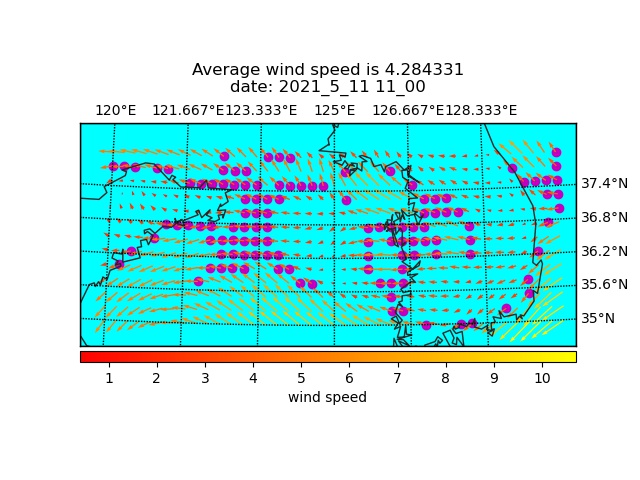 Average wind speed is 4.284331
date: 2021_5_11 11_00
120°E 121.667°E 123.333°E 125°E 126.667°E 128.333°E
37.4°N
36.8°N
36.2°N
35.6°N
35°N
1 2 3 4 5 6 7 8 9 10
wind speed